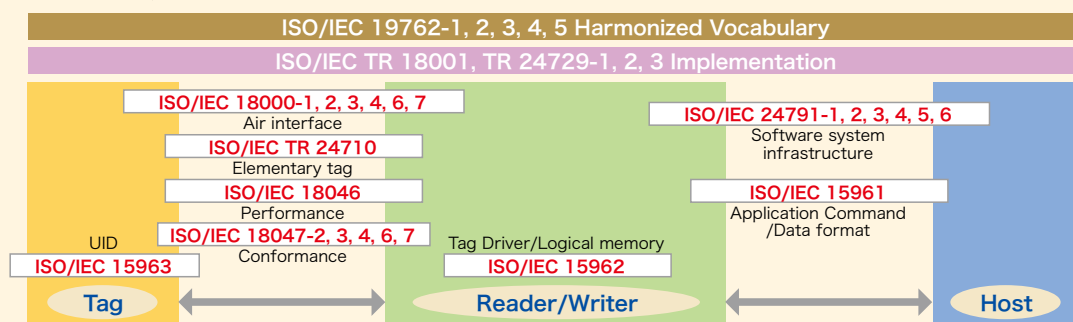 ISO/IEC 19762-1, 2, 3, 4, 5 Harmonized Vocabulary
ISO/IEC TR 18001, TR 24729-1, 2, 3 Implementation
ISO/IEC 18000-1, 2, 3, 4, 6, 7
Air interface
ISO/IEC TR 24710
Elementary tag
ISO/IEC 18046
Performance
ISO/IEC 18047-2, 3, 4, 6, 7
Conformance
UID
ISO/IEC 15963
Tag Driver/Logical memory
ISO/IEC 15962
ISO/IEC 24791-1, 2, 3, 4, 5, 6
Software system
infrastructure
ISO/IEC 15961
Application Command
/Data format
Tag
Reader/Writer
Host